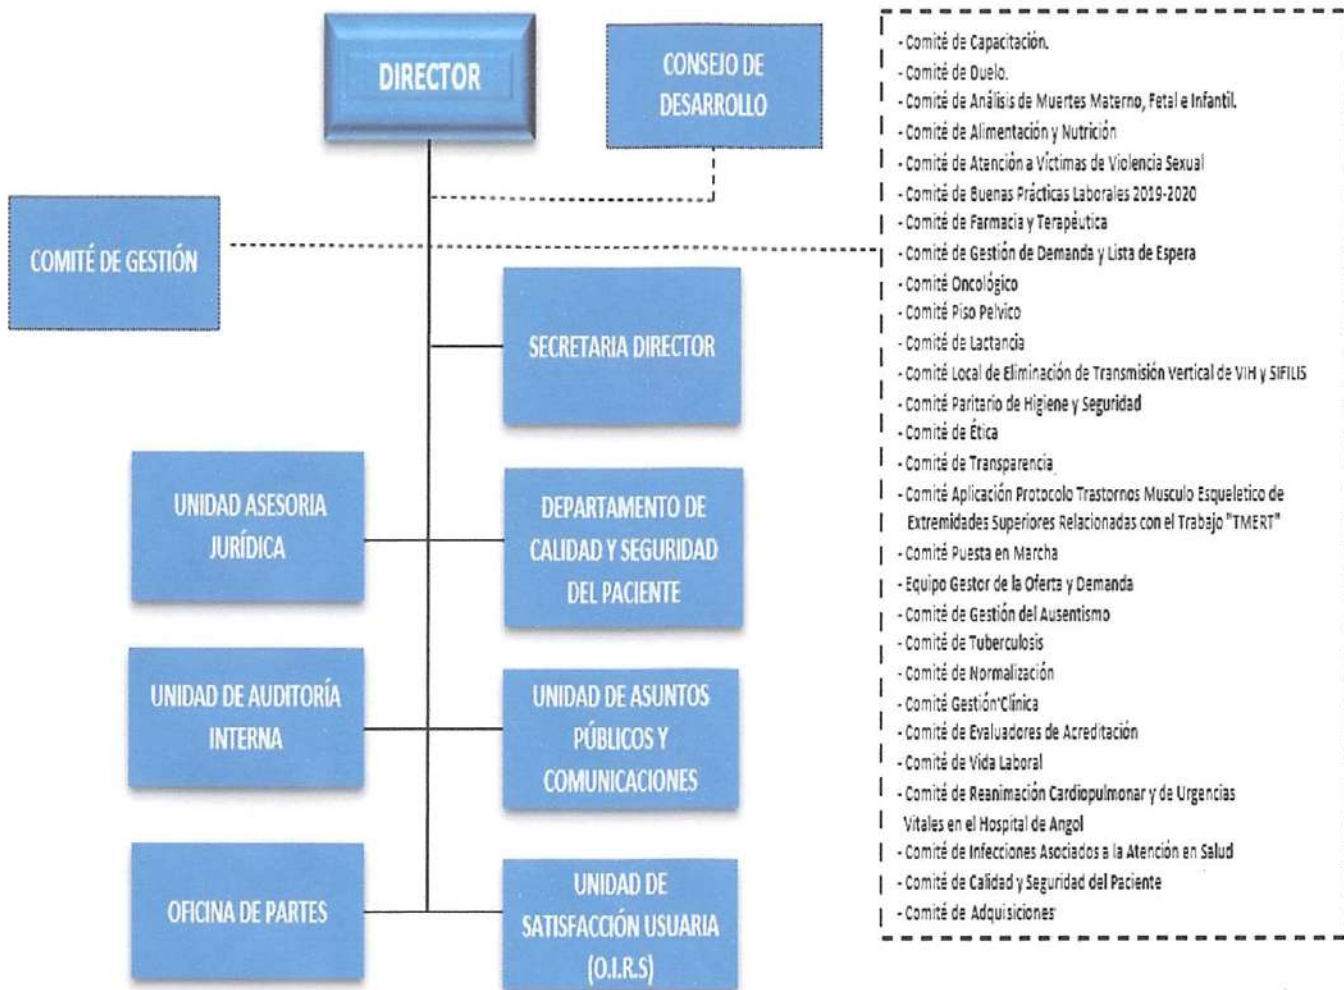 DIRECTOR
CONSEJO DE
DESARROLLO
COMITÉ DE GESTIÓN
SECRETARIA DIRECTOR
UNIDAD ASESORIA
JURÍDICA
DEPARTAMENTO DE
CALIDAD Y SEGURIDAD
DEL PACIENTE
UNIDAD DE AUDITORÍA
INTERNA
UNIDAD DE ASUNTOS
PÚBLICOS Y
COMUNICACIONES
OFICINA DE PARTES
UNIDAD DE
SATISFACCIÓN USUARIA
(O.I.R.S)
- Comité de Capacitación.
- Comité de Duelo.
- Comité de Análisis de Muertes Materno, Fetal e Infantil.
- Comité de Alimentación y Nutrición
- Comité de Atención a Víctimas de Violencia Sexual
- Comité de Buenas Prácticas Laborales 2019-2020
- Comité de Farmacia y Terapéutica
- Comité de Gestión de Demanda y Lista de Espera
- Comité Oncológico
- Comité Piso Pelvico
- Comité de Lactancia
- Comité Local de Eliminación de Transmisión Vertical de VIH y SIFILIS
- Comité Paritario de Higiene y Seguridad
- Comité de Ética
- Comité de Transparencia
- Comité Aplicación Protocolo Trastornos Musculo Esqueletico de
Extremidades Superiores Relacionadas con el Trabajo "TMERT"
- Comité Puesta en Marcha
- Equipo Gestor de la Oferta y Demanda
- Comité de Gestión del Ausentismo
- Comité de Tuberculosis
- Comité de Normalización
- Comité Gestión Clínica
- Comité de Evaluadores de Acreditación
- Comité de Vida Laboral
- Comité de Reanimación Cardiopulmonar y de Urgencias
Vitales en el Hospital de Angol
- Comité de Infecciones Asociados a la Atención en Salud
- Comité de Calidad y Seguridad del Paciente
- Comité de Adquisiciones